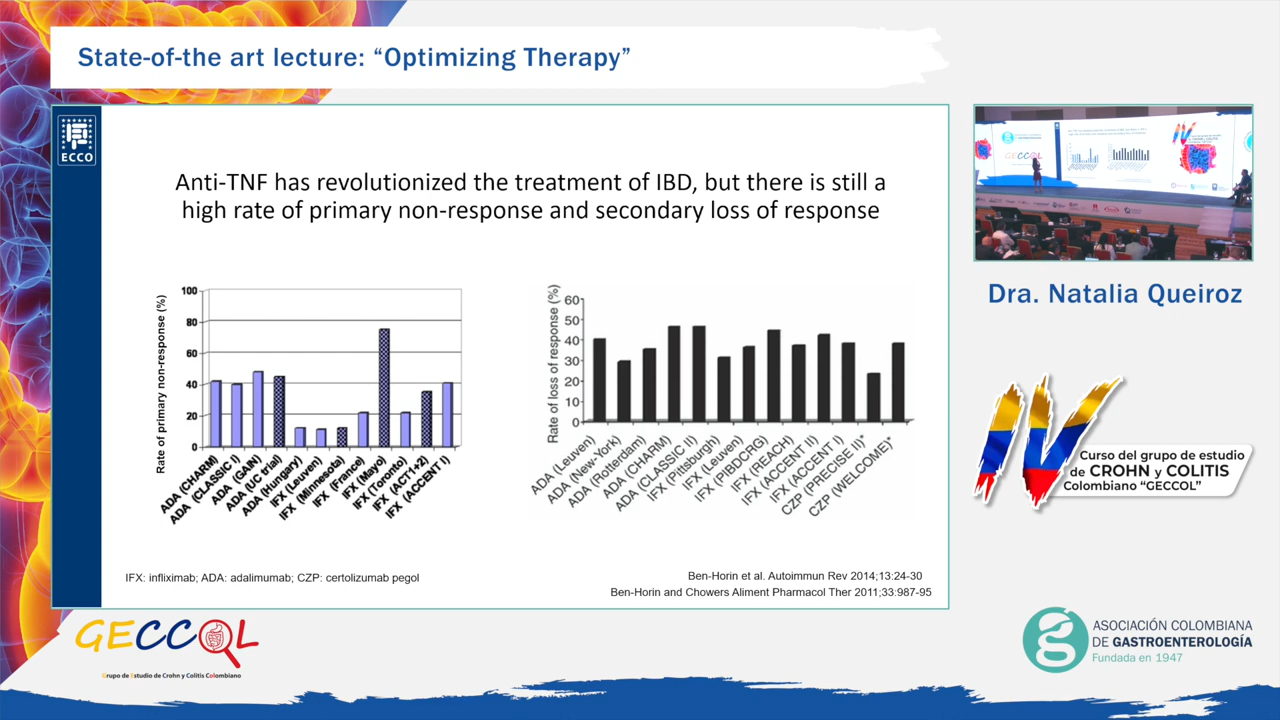 State-of-the art lecture: “Optimizing Therapy”
ECCO
Anti-TNF has revolutionized the treatment of IBD, but there is still a
high rate of primary non-response and secondary loss of response
Rate of primary non-response (%)
100
80
60
40
20
0
ADA (CHARM)
ADA (CLASSIC I)
ADA (GAIN)
ADA (UC trial)
ADA (Hungary)
IFX (Leuven)
IFX (Minnesota)
IFX (France)
IFX (Mayo)
IFX (Toronto)
IFX (ACT1+2)
IFX (ACCENT I)
Rate of loss of response (%)
60
50
40
30
20
10
0
ADA (Leuven)
ADA (New-York)
ADA (Rotterdam)
ADA (CHARM)
ADA (CLASSIC II)
IFX (Pittsburgh)
IFX (Leuven)
IFX (PIBDCRG)
IFX (REACH)
IFX (ACCENT II)
IFX (ACCENT I)
CZP (PRECISE II)*
CZP (WELCOME)*
IFX: infliximab; ADA: adalimumab; CZP: certolizumab pegol
Ben-Horin et al. Autoimmun Rev 2014;13:24-30
Ben-Horin and Chowers Aliment Pharmacol Ther 2011;33:987-95
Dra. Natalia Queiroz
IV
Curso del grupo de estudio
de CROHN y COLITIS
Colombiano “GECCOL”
GECCOL
Grupo de Estudio de Crohn y Colitis Colombiano
ASOCIACIÓN COLOMBIANA
DE GASTROENTEROLOGÍA
Fundada en 1947